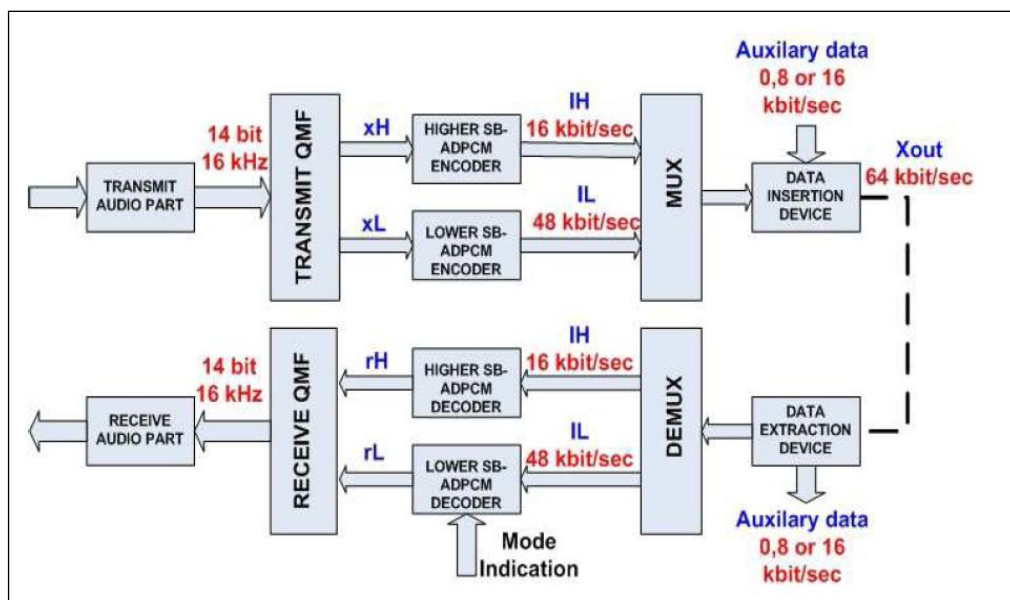 Auxilary data
0,8 or 16
kbit/sec
14 bit
16 kHz
TRANSMIT
AUDIO PART
TRANSMIT QMF
xH
HIGHER SB-
ADPCM
ENCODER
IH
16 kbit/sec
xL
LOWER SB-
ADPCM
ENCODER
IL
48 kbit/sec
MUX
DATA
INSERTION
DEVICE
Xout
64 kbit/sec
14 bit
16 kHz
RECEIVE
AUDIO PART
RECEIVE QMF
rH
HIGHER SB-
ADPCM
DECODER
IH
16 kbit/sec
rL
LOWER SB-
ADPCM
DECODER
IL
48 kbit/sec
DEMUX
DATA
EXTRACTION
DEVICE
Mode
Indication
Auxilary data
0,8 or 16
kbit/sec